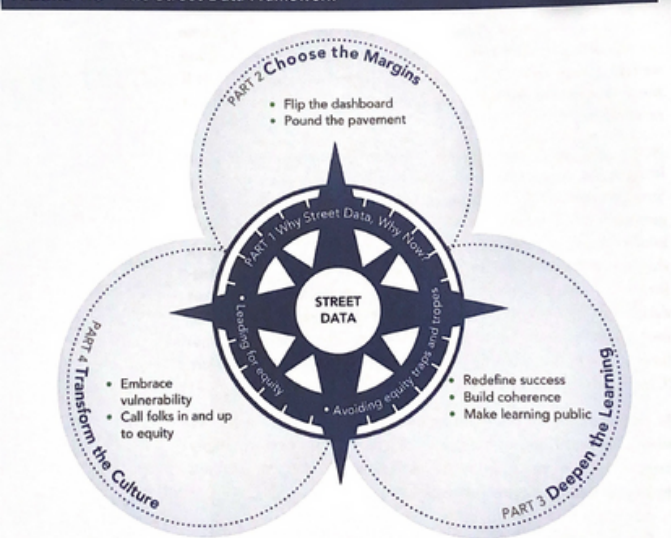 PART 2 Choose the Margins
• Flip the dashboard
• Pound the pavement
PART 1 Why Street Data, Why Now?
• Leading for equity
• Avoiding equity traps and tropes
STREET
DATA
PART 4 Transform the Culture
• Embrace
vulnerability
• Call folks in and up
to equity
• Redefine success
• Build coherence
• Make learning public
PART 3 Deepen the Learning